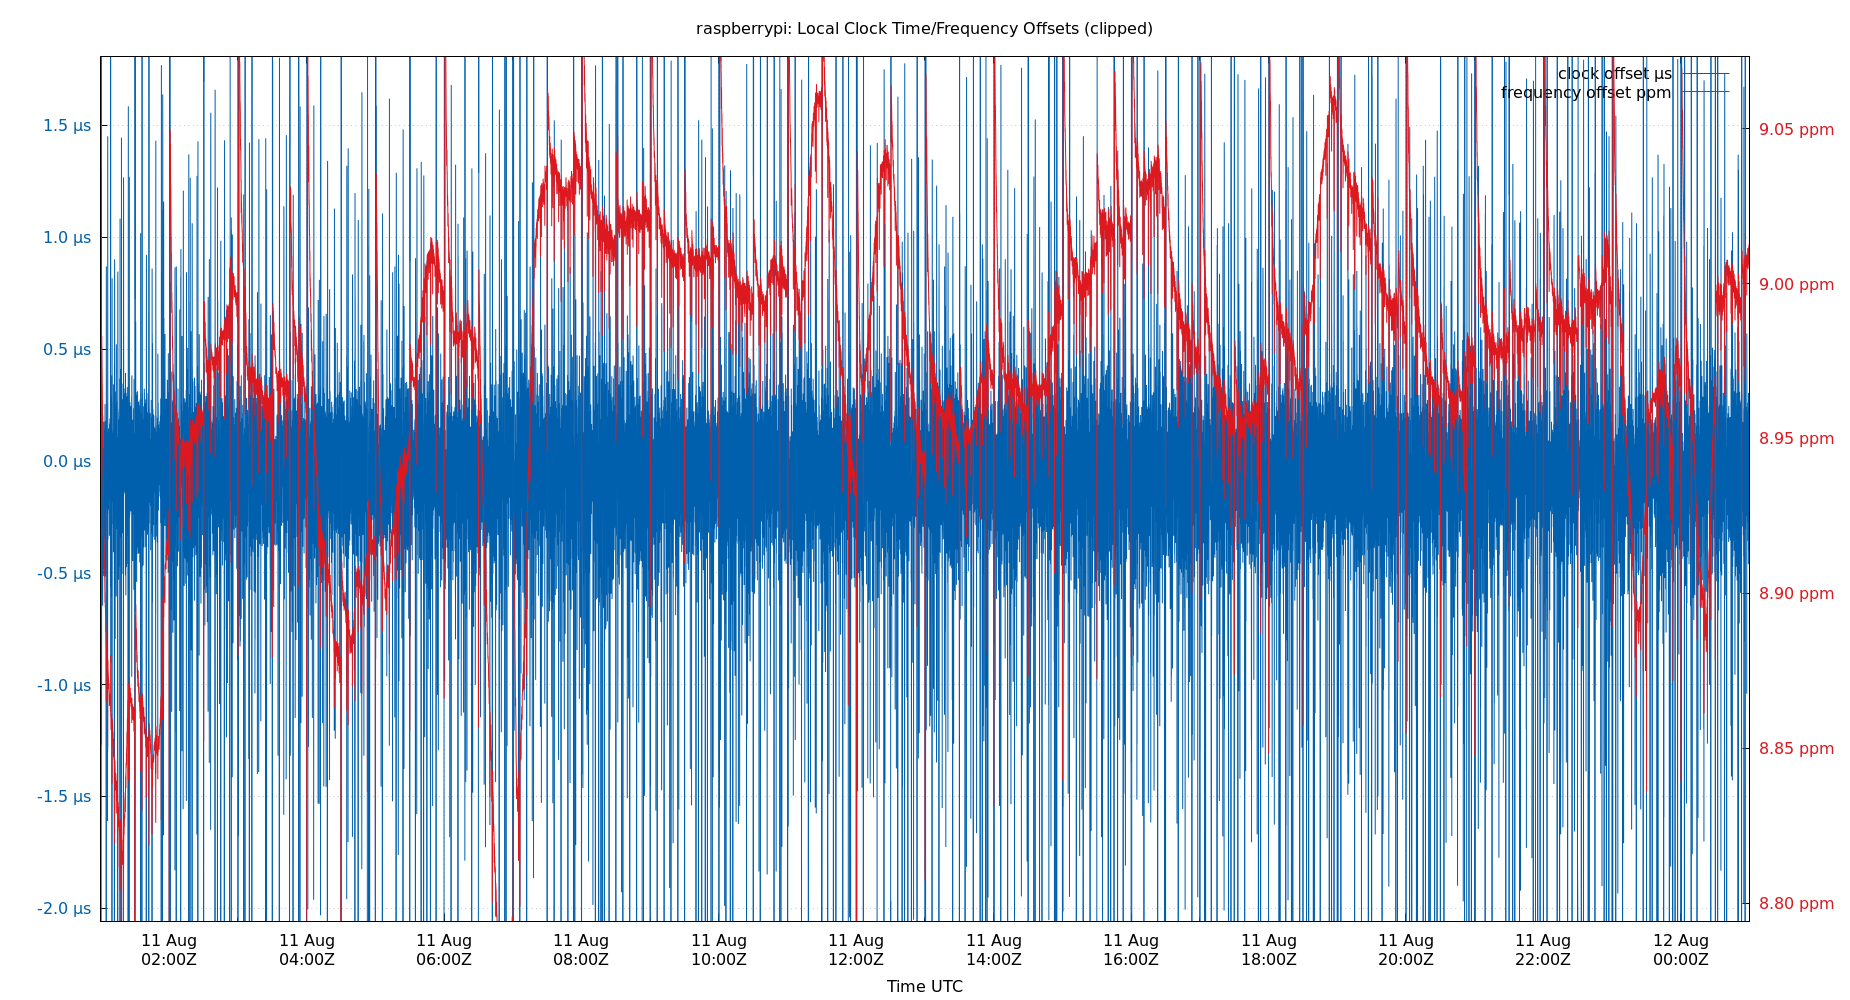 raspberrypi: Local Clock Time/Frequency Offsets (clipped)
clock offset µs
frequency offset ppm
1.5 µs
1.0 µs
0.5 µs
0.0 µs
-0.5 µs
-1.0 µs
-1.5 µs
-2.0 µs
9.05 ppm
9.00 ppm
8.95 ppm
8.90 ppm
8.85 ppm
8.80 ppm
11 Aug
02:00Z
11 Aug
04:00Z
11 Aug
06:00Z
11 Aug
08:00Z
11 Aug
10:00Z
11 Aug
12:00Z
11 Aug
14:00Z
11 Aug
16:00Z
11 Aug
18:00Z
11 Aug
20:00Z
11 Aug
22:00Z
12 Aug
00:00Z
Time UTC